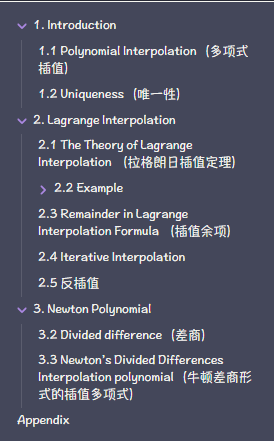 1. Introduction
1.1 Polynomial Interpolation（多项式
插值）
1.2 Uniqueness（唯一性）
2. Lagrange Interpolation
2.1 The Theory of Lagrange
Interpolation （拉格朗日插值定理）
2.2 Example
2.3 Remainder in Lagrange
Interpolation Formula（插值余项）
2.4 Iterative Interpolation
2.5 反插值
3. Newton Polynomial
3.2 Divided difference（差商）
3.3 Newton's Divided Differences
Interpolation polynomial（牛顿差商形
式的插值多项式）
Appendix